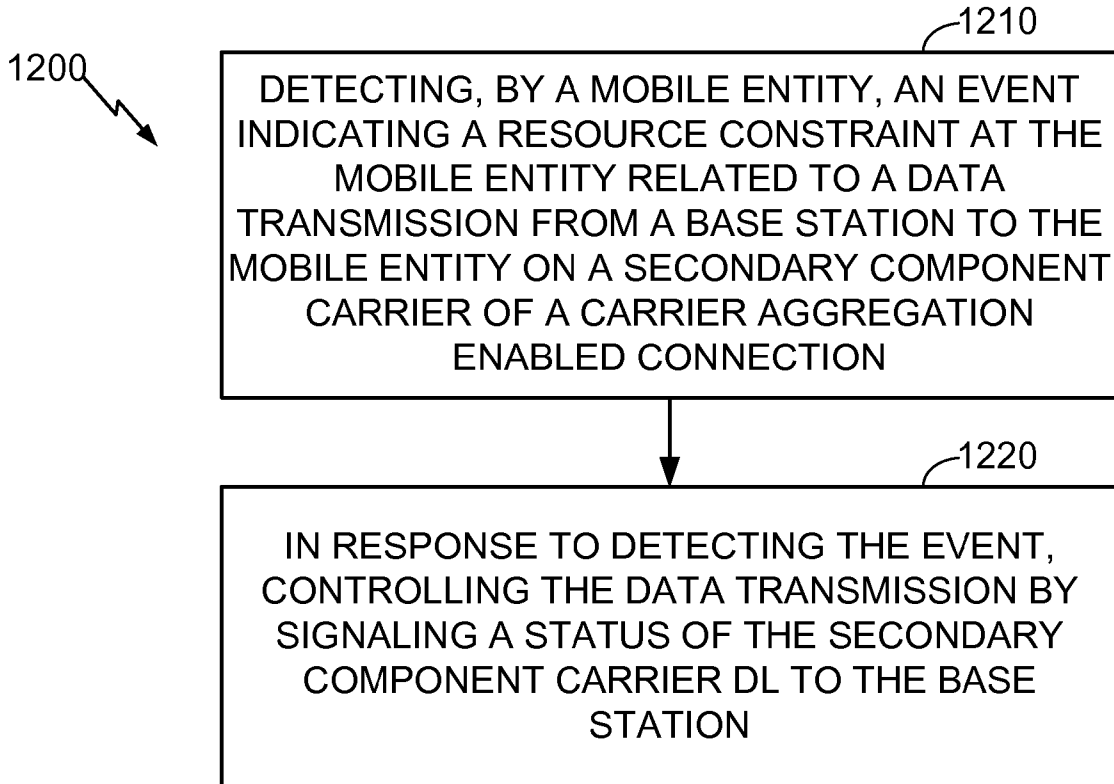 1200
1210
DETECTING, BY A MOBILE ENTITY, AN EVENT
INDICATING A RESOURCE CONSTRAINT AT THE
MOBILE ENTITY RELATED TO A DATA
TRANSMISSION FROM A BASE STATION TO THE
MOBILE ENTITY ON A SECONDARY COMPONENT
CARRIER OF A CARRIER AGGREGATION
ENABLED CONNECTION
1220
IN RESPONSE TO DETECTING THE EVENT,
CONTROLLING THE DATA TRANSMISSION BY
SIGNALING A STATUS OF THE SECONDARY
COMPONENT CARRIER DL TO THE BASE
STATION